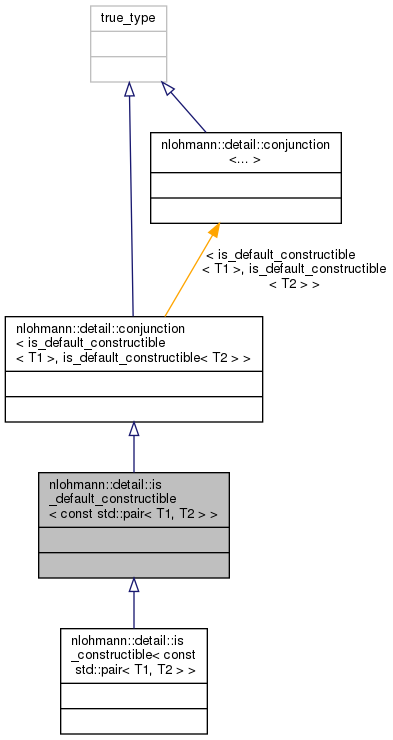 true_type
nlohmann::detail::conjunction
<... >
< is_default_constructible
< T1 >, is_default_constructible
< T2 > >
nlohmann::detail::conjunction
< is_default_constructible
< T1 >, is_default_constructible< T2 > >
nlohmann::detail::is
_default_constructible
< const std::pair< T1, T2 > >
nlohmann::detail::is
_constructible< const
std::pair< T1, T2 > >